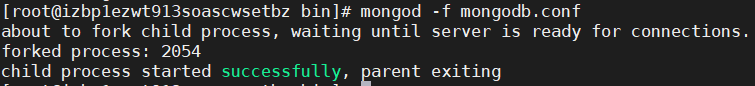 [root@izbp1ezwt913soascwsetbz bin]# mongod -f mongodb.conf
about to fork child process, waiting until server is ready for connections.
forked process: 2054
child process started successfully, parent exiting